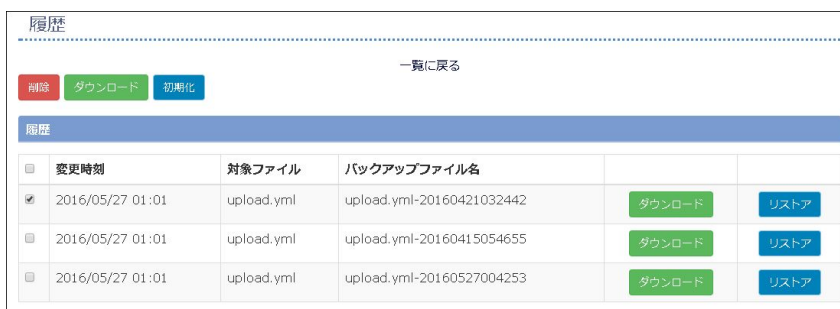 履歴
一覧に戻る
削除 ダウンロード 初期化
履歴
変更時刻 対象ファイル バックアップファイル名
2016/05/27 01:01 upload.yml upload.yml-20160421032442 ダウンロード リストア
2016/05/27 01:01 upload.yml upload.yml-20160415054655 ダウンロード リストア
2016/05/27 01:01 upload.yml upload.yml-20160527004253 ダウンロード リストア